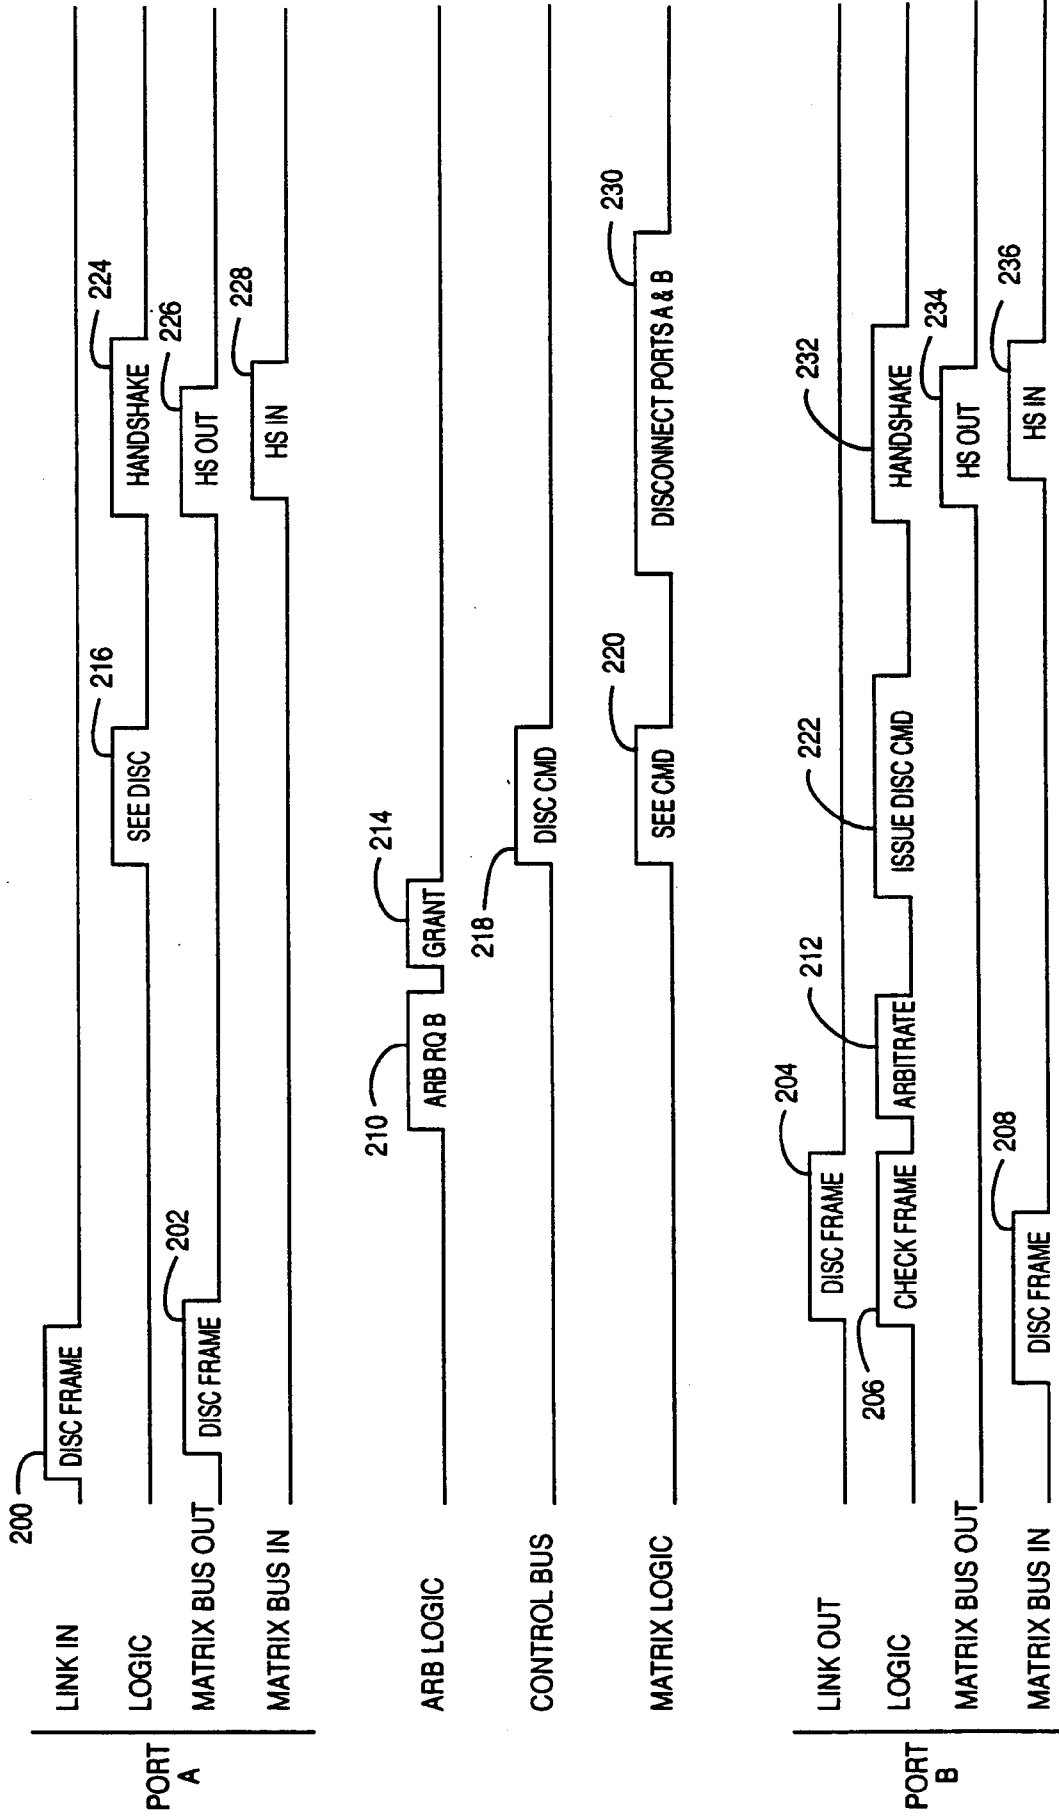 PORT
A
LINK IN
200
DISC FRAME
LOGIC
SEE DISC
216
HANDSHAKE
224
MATRIX BUS OUT
DISC FRAME
202
HS OUT
226
MATRIX BUS IN
HS IN
228
ARB LOGIC
210
ARB RQ B
GRANT
214
CONTROL BUS
218
DISC CMD
MATRIX LOGIC
SEE CMD
220
DISCONNECT PORTS A & B
230
PORT
B
LINK OUT
DISC FRAME
204
LOGIC
206
CHECK FRAME
ARBITRATE
212
ISSUE DISC CMD
222
HANDSHAKE
232
MATRIX BUS OUT
HS OUT
234
MATRIX BUS IN
DISC FRAME
208
HS IN
236